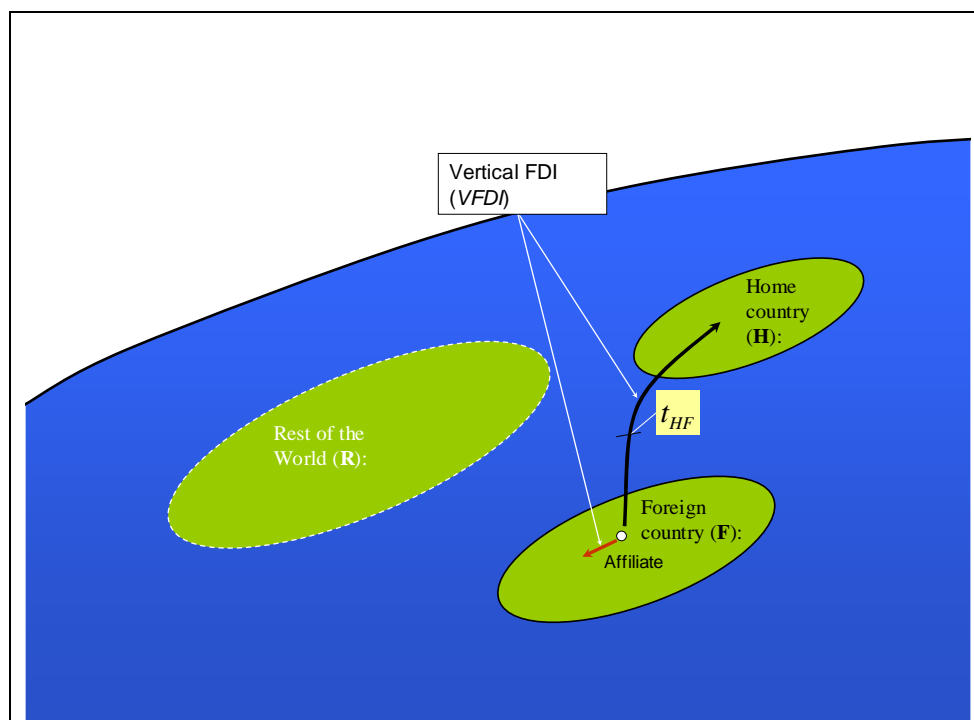 Vertical FDI
(VFDI)
Home
country
(H):
t_HF
Rest of the
World (R):
Foreign
country (F):
Affiliate